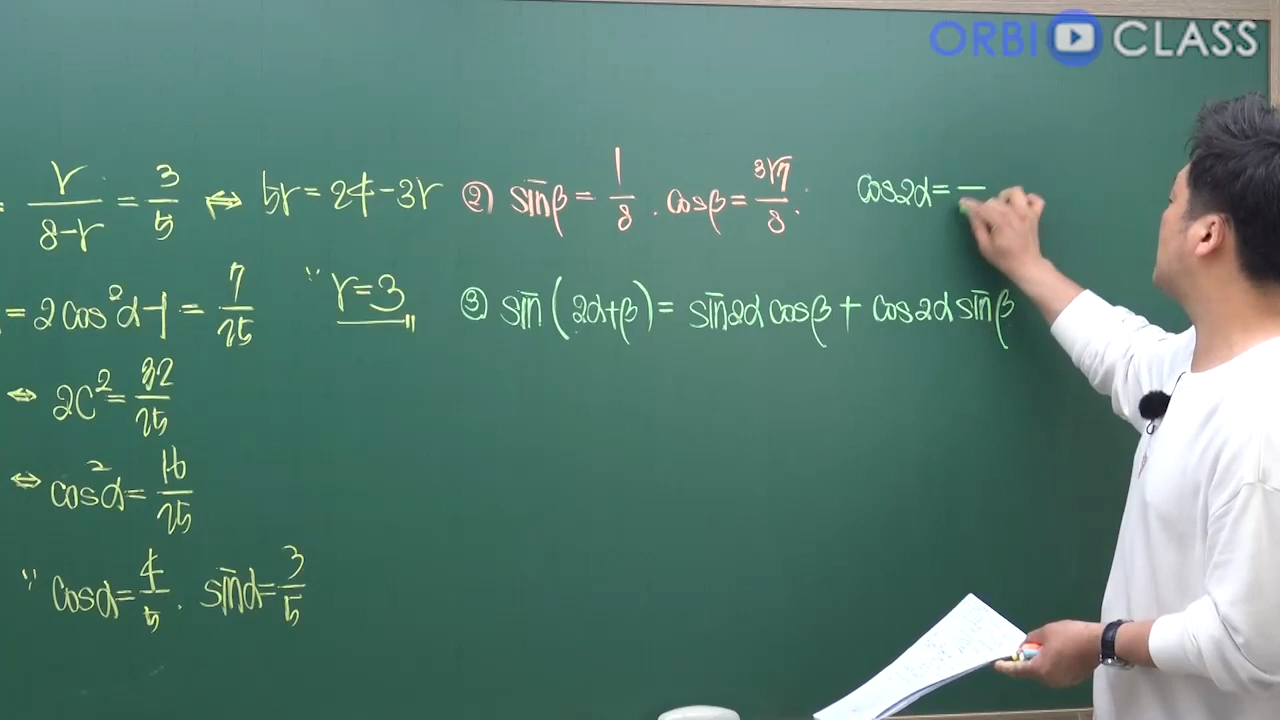 ORBI CLASS
= r/(8-r) = 3/5 ⇔ 5r = 24-3r
= 2cos²α-1 = 7/25
∵ r=3 "
⇔ 2C² = 32/25
⇔ cos²α = 16/25
∵ cosα = 4/5 . sinα = 3/5
② sinβ = 1/8 . cosβ = 3√7/8 .
cos2α =
③ sin(2α+β) = sin2α cosβ + cos2α sinβ